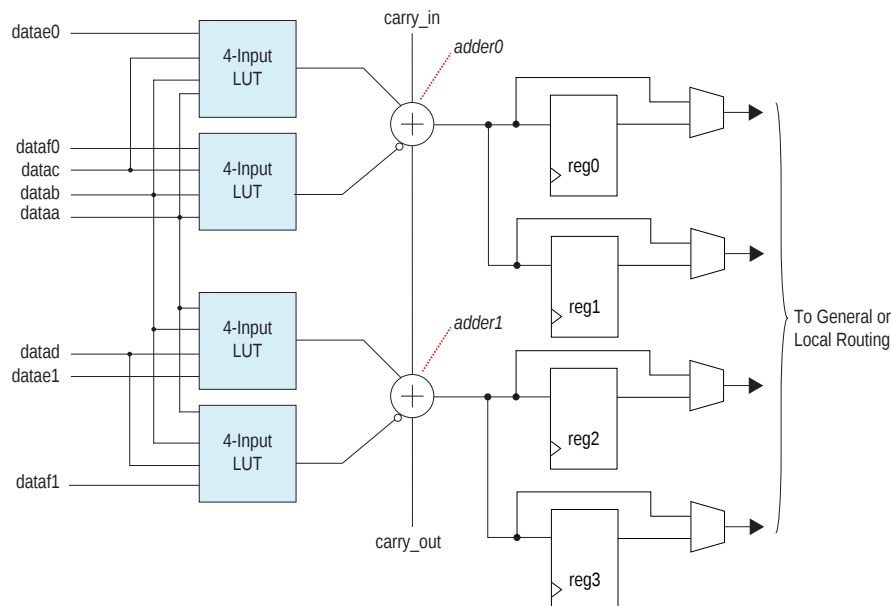 carry_in
datae0
4-Input
LUT
adder0
dataf0
datac
datab
dataa
4-Input
LUT
reg0
reg1
4-Input
LUT
adder1
To General or
Local Routing
datad
datae1
4-Input
LUT
reg2
dataf1
carry_out
reg3